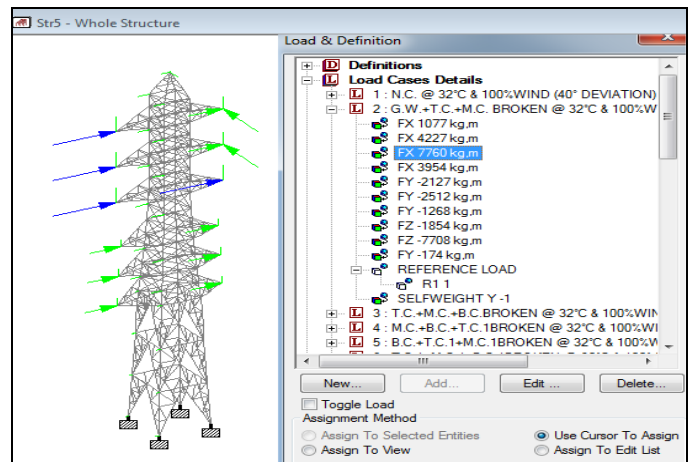 Str5 - Whole Structure
Load & Definition
D Definitions
L Load Cases Details
L 1 : N.C. @ 32°C & 100%WIND (40° DEVIATION)
L 2 : G.W.+T.C.+M.C. BROKEN @ 32°C & 100%W
FX 1077 kg,m
FX 4227 kg,m
FX 7760 kg,m
FX 3954 kg,m
FY -2127 kg,m
FY -2512 kg,m
FY -1268 kg,m
FZ -1854 kg,m
FZ -7708 kg,m
FY -174 kg,m
REFERENCE LOAD
R1 1
SELFWEIGHT Y -1
L 3 : T.C.+M.C.+B.C.BROKEN @ 32°C & 100%WIN
L 4 : M.C.+B.C.+T.C.1BROKEN @ 32°C & 100%WI
L 5 : B.C.+T.C.1+M.C.1BROKEN @ 32°C & 100%W
New...
Add...
Edit ...
Delete...
Toggle Load
Assignment Method
Assign To Selected Entities
Use Cursor To Assign
Assign To View
Assign To Edit List